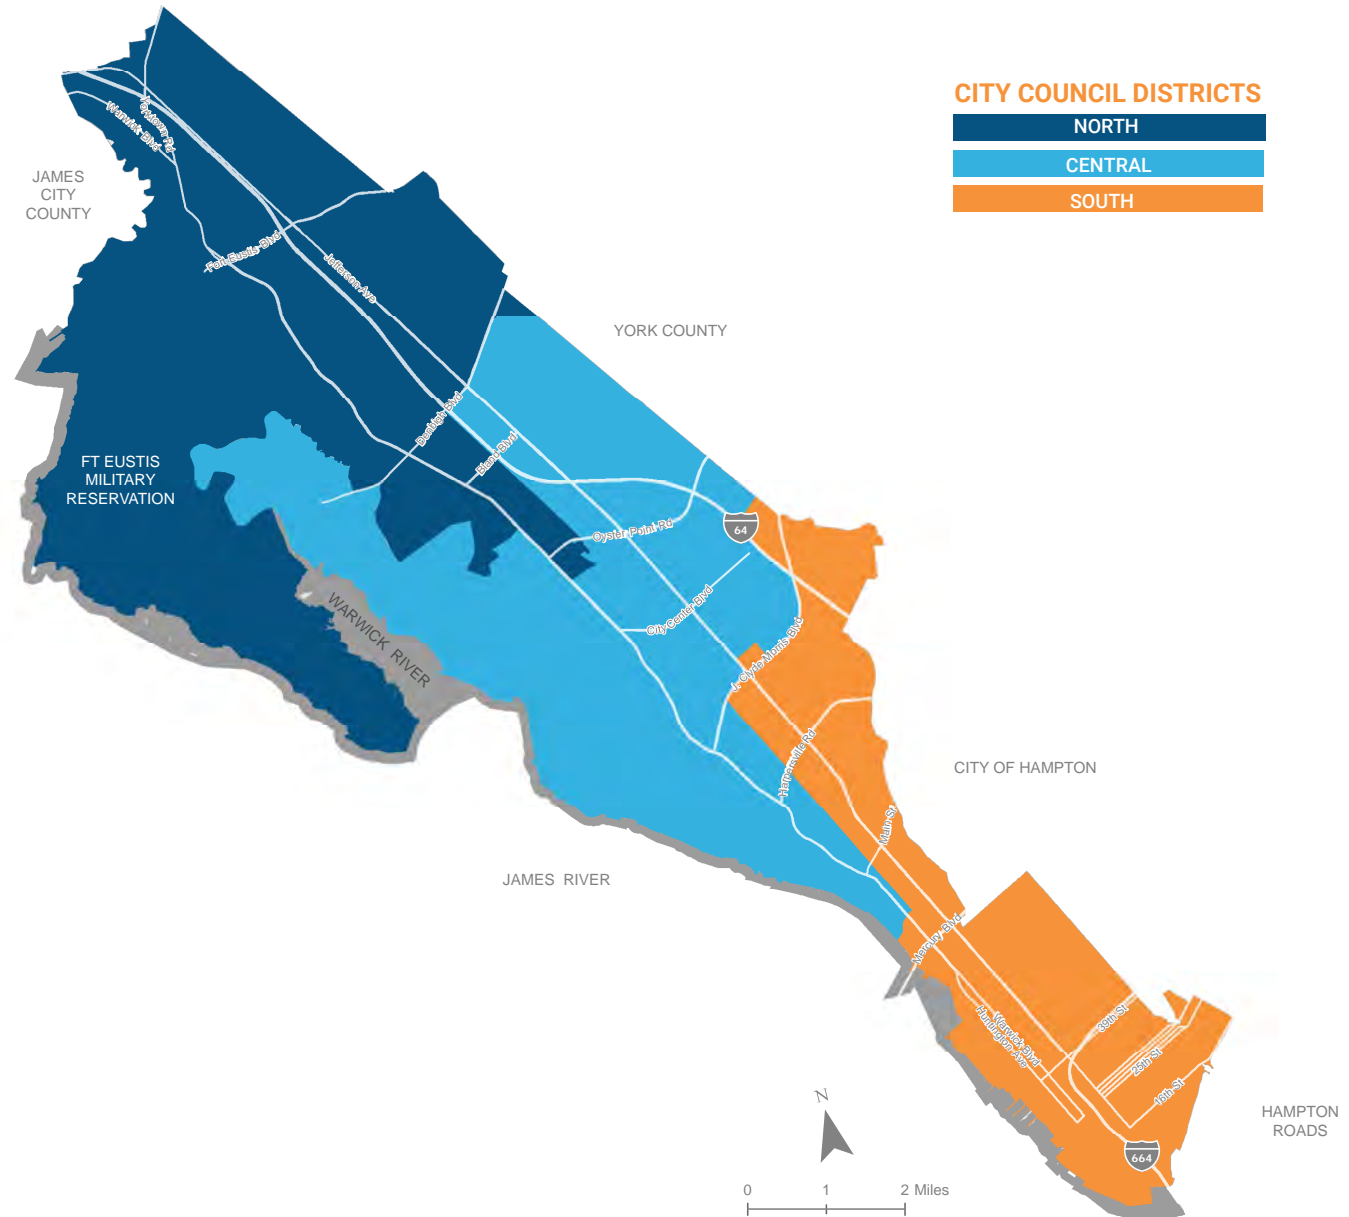 CITY COUNCIL DISTRICTS
NORTH
CENTRAL
SOUTH
Yorktown Rd
Warwick Blvd
JAMES
CITY
COUNTY
Fort Eustis Blvd
Jefferson Ave
YORK COUNTY
Denbigh Blvd
Bland Blvd
FT EUSTIS
MILITARY
RESERVATION
Oyster Point Rd
64
WARWICK RIVER
City Center Blvd
J. Clyde Morris Blvd
Harpersville Rd
CITY OF HAMPTON
Main St
JAMES RIVER
Mercury Blvd
Warwick Blvd
Huntington Ave
39th St
25th St
16th St
N
HAMPTON
ROADS
664
0 1 2 Miles